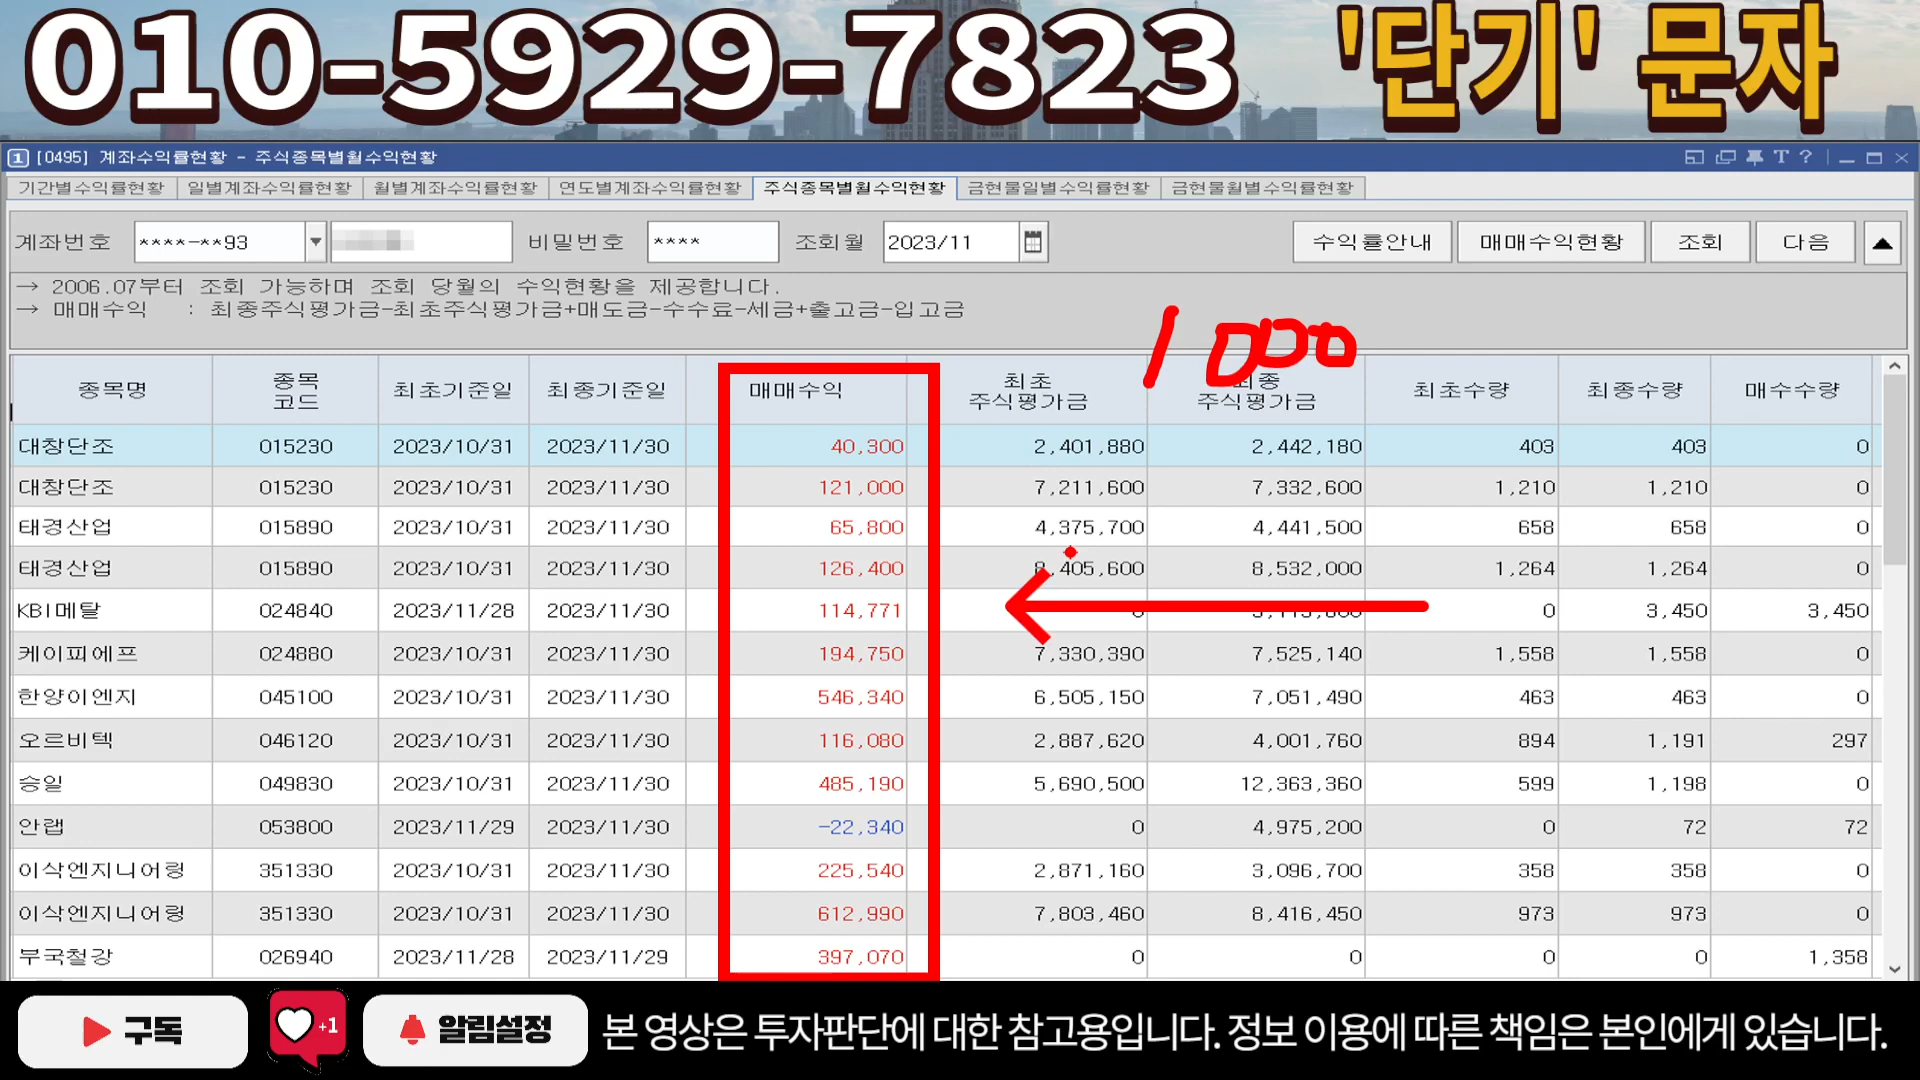 010-5929-7823 '단기' 문자
1 [0495] 계좌수익률현황 - 주식종목별월수익현황
기간별수익률현황 일별계좌수익률현황 월별계좌수익률현황 연도별계좌수익률현황 주식종목별월수익현황 금현물일별수익률현황 금현물월별수익률현황
계좌번호 ****-**93 비밀번호 **** 조회월 2023/11 수익률안내 매매수익현황 조회 다음
→ 2006.07부터 조회 가능하며 조회 당월의 수익현황을 제공합니다.
→ 매매수익 : 최종주식평가금-최초주식평가금+매도금-수수료-세금+출고금-입고금
1000
종목명 종목코드 최초기준일 최종기준일 매매수익 최초주식평가금 최종주식평가금 최초수량 최종수량 매수수량
대창단조 015230 2023/10/31 2023/11/30 40,300 2,401,880 2,442,180 403 403 0
대창단조 015230 2023/10/31 2023/11/30 121,000 7,211,600 7,332,600 1,210 1,210 0
태경산업 015890 2023/10/31 2023/11/30 65,800 4,375,700 4,441,500 658 658 0
태경산업 015890 2023/10/31 2023/11/30 126,400 8,405,600 8,532,000 1,264 1,264 0
KBI메탈 024840 2023/11/28 2023/11/30 114,771 0 0 3,450 3,450
케이피에프 024880 2023/10/31 2023/11/30 194,750 7,330,390 7,525,140 1,558 1,558 0
한양이엔지 045100 2023/10/31 2023/11/30 546,340 6,505,150 7,051,490 463 463 0
오르비텍 046120 2023/10/31 2023/11/30 116,080 2,887,620 4,001,760 894 1,191 297
승일 049830 2023/10/31 2023/11/30 485,190 5,690,500 12,363,360 599 1,198 0
안랩 053800 2023/11/29 2023/11/30 -22,340 0 4,975,200 0 72 72
이삭엔지니어링 351330 2023/10/31 2023/11/30 225,540 2,871,160 3,096,700 358 358 0
이삭엔지니어링 351330 2023/10/31 2023/11/30 612,990 7,803,460 8,416,450 973 973 0
부국철강 026940 2023/11/28 2023/11/29 397,070 0 0 0 0 1,358
구독 +1 알림설정 본 영상은 투자판단에 대한 참고용입니다. 정보 이용에 따른 책임은 본인에게 있습니다.